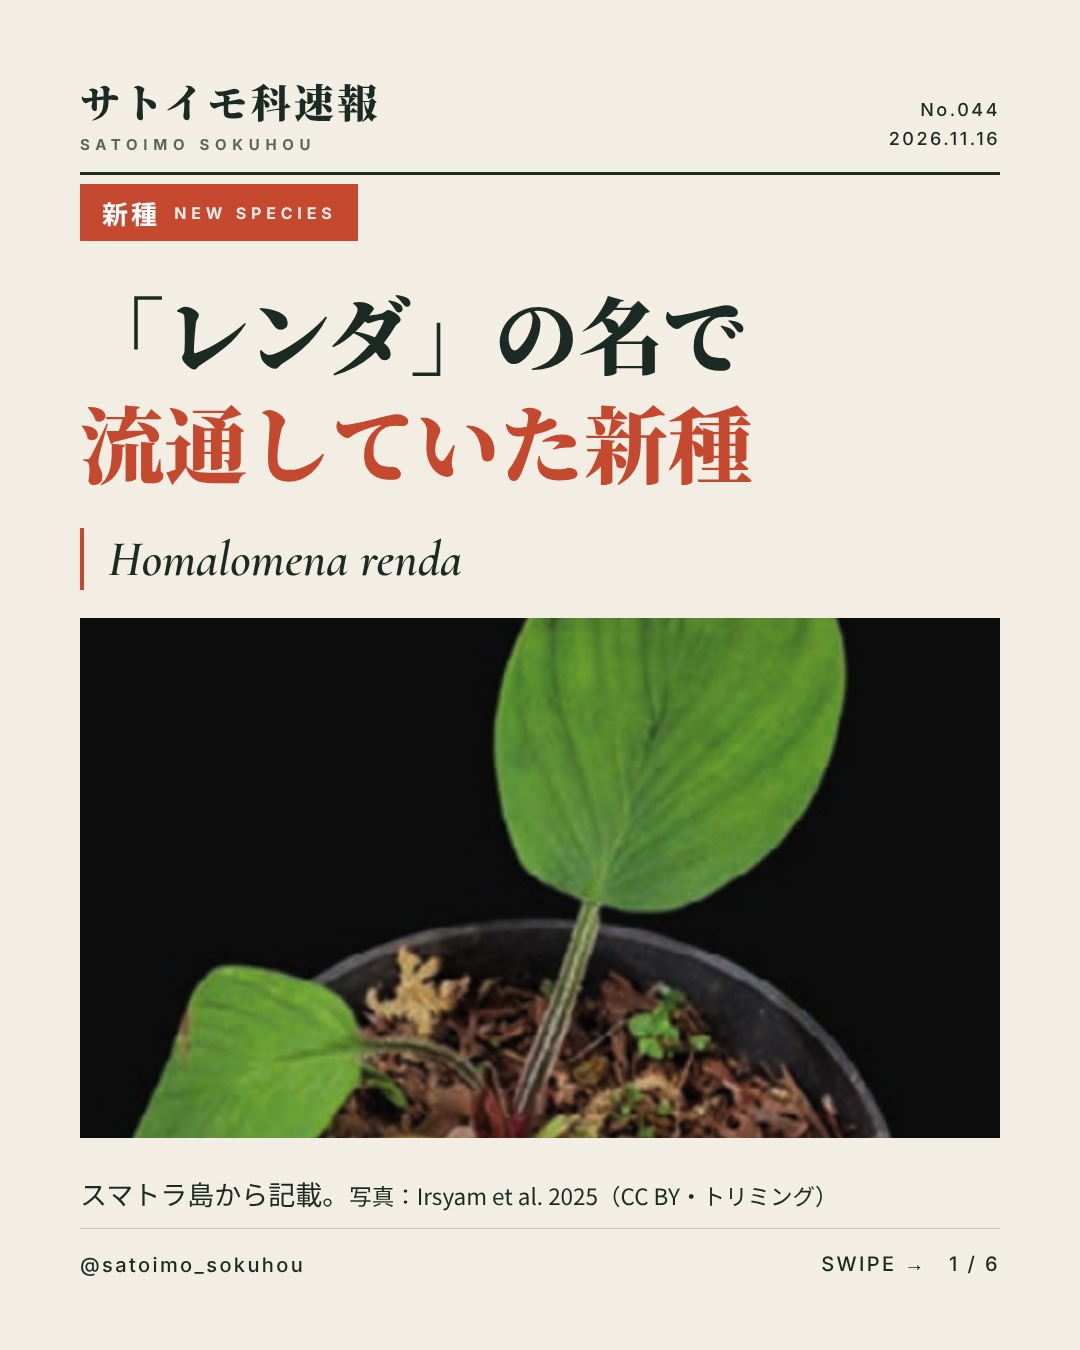 サトイモ科速報
SATOIMO SOKUHOU
No.044
2026.11.16
新種 NEW SPECIES
「レンダ」の名で
流通していた新種
Homalomena renda
スマトラ島から記載。写真：Irsyam et al. 2025（CC BY・トリミング）
@satoimo_sokuhou
SWIPE → 1 / 6